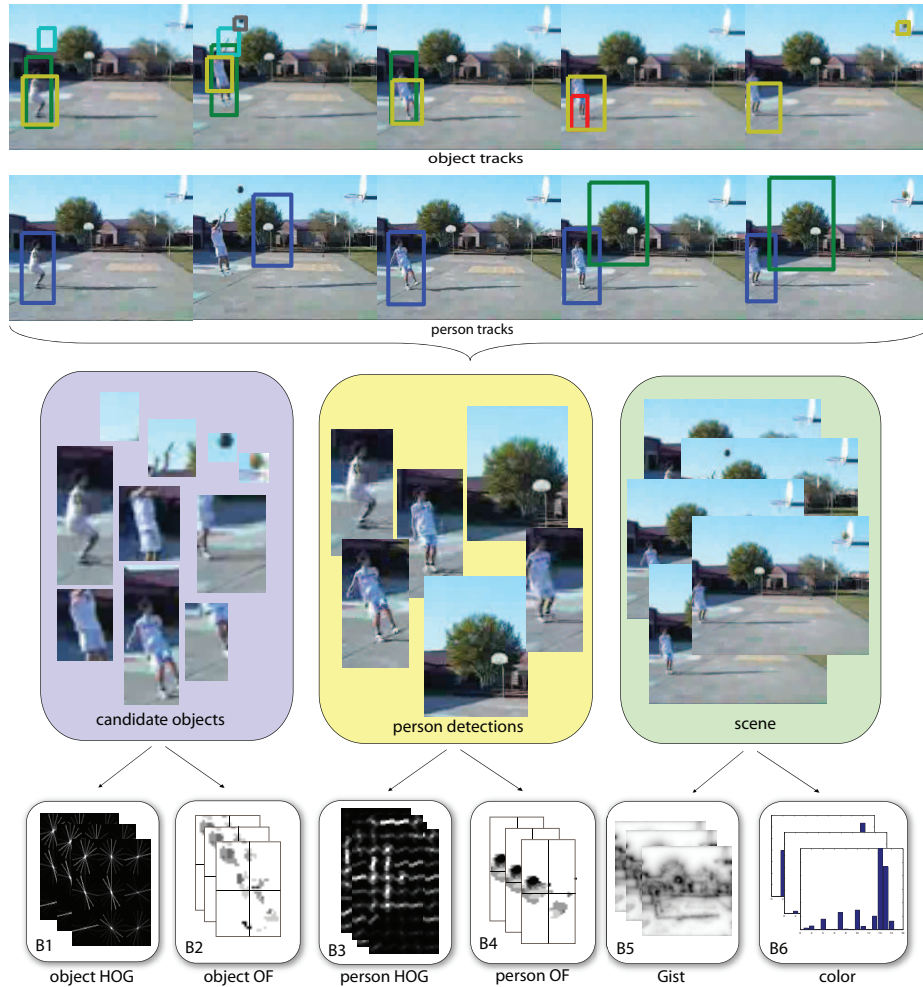 object tracks
person tracks
candidate objects
person detections
scene
B1
B2
B3
B4
B5
B6
object HOG
object OF
person HOG
person OF
Gist
color